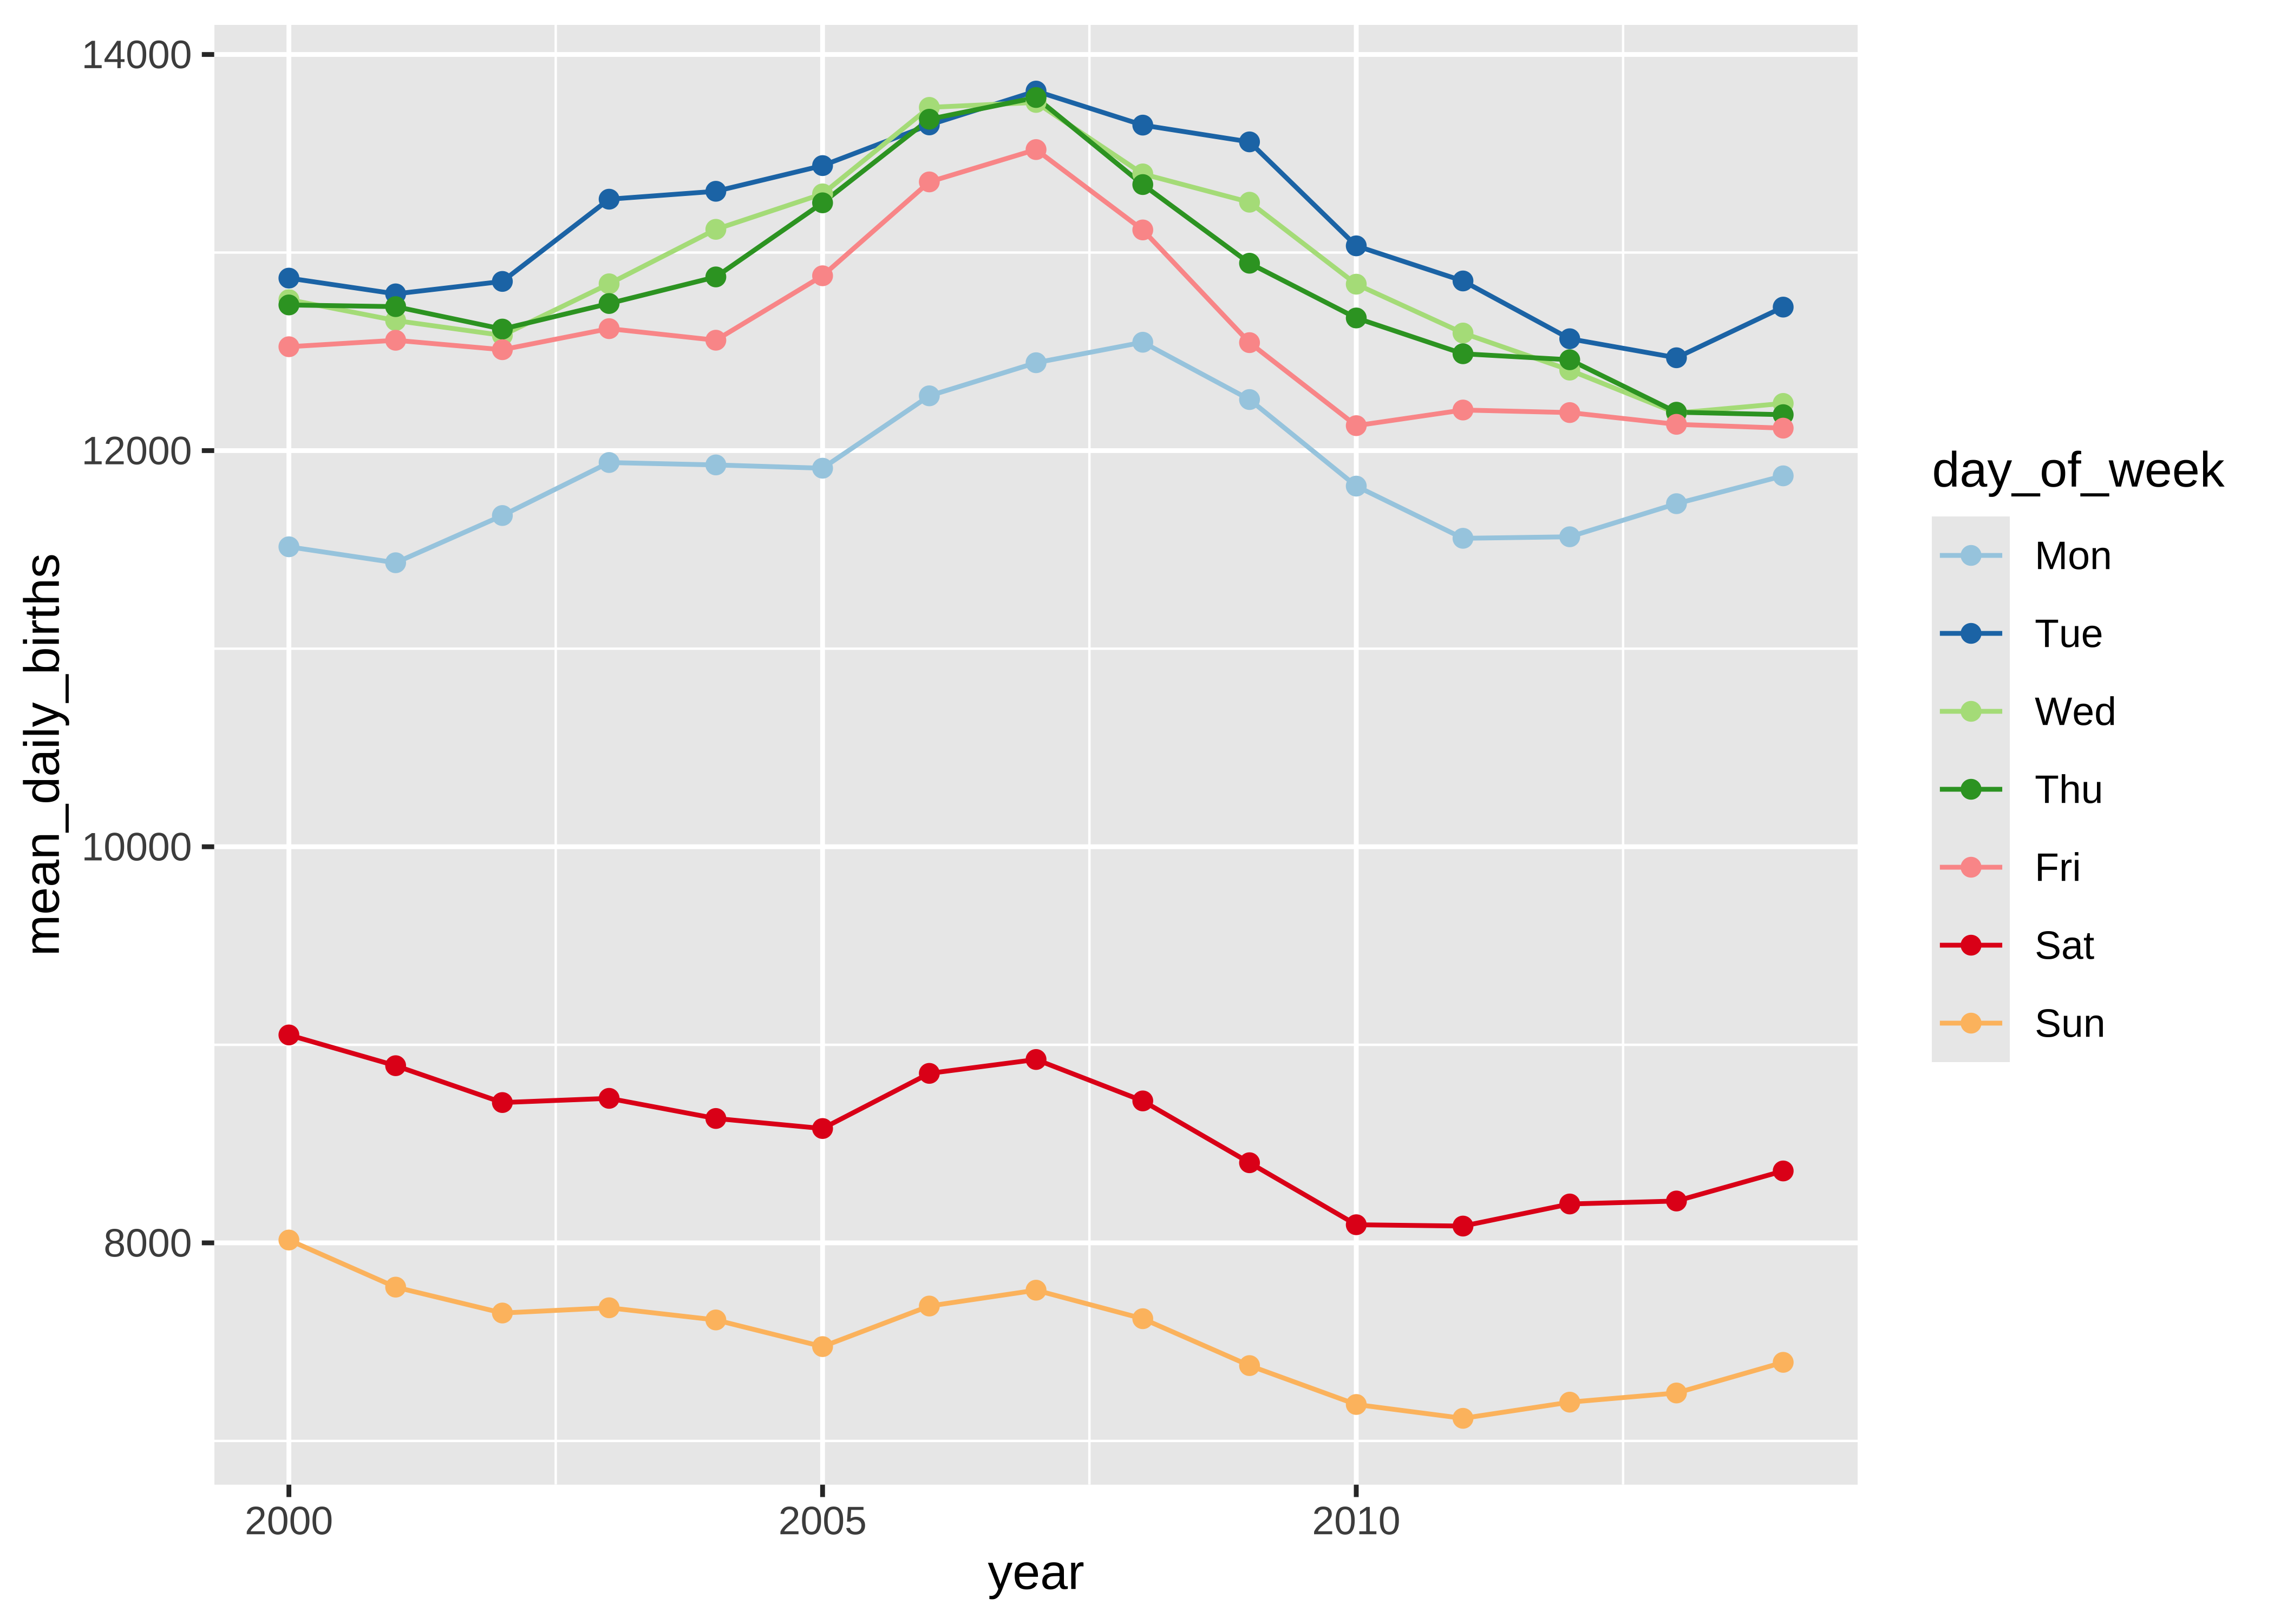 14000
12000
10000
8000
mean_daily_births
2000
2005
2010
year
day_of_week
Mon
Tue
Wed
Thu
Fri
Sat
Sun